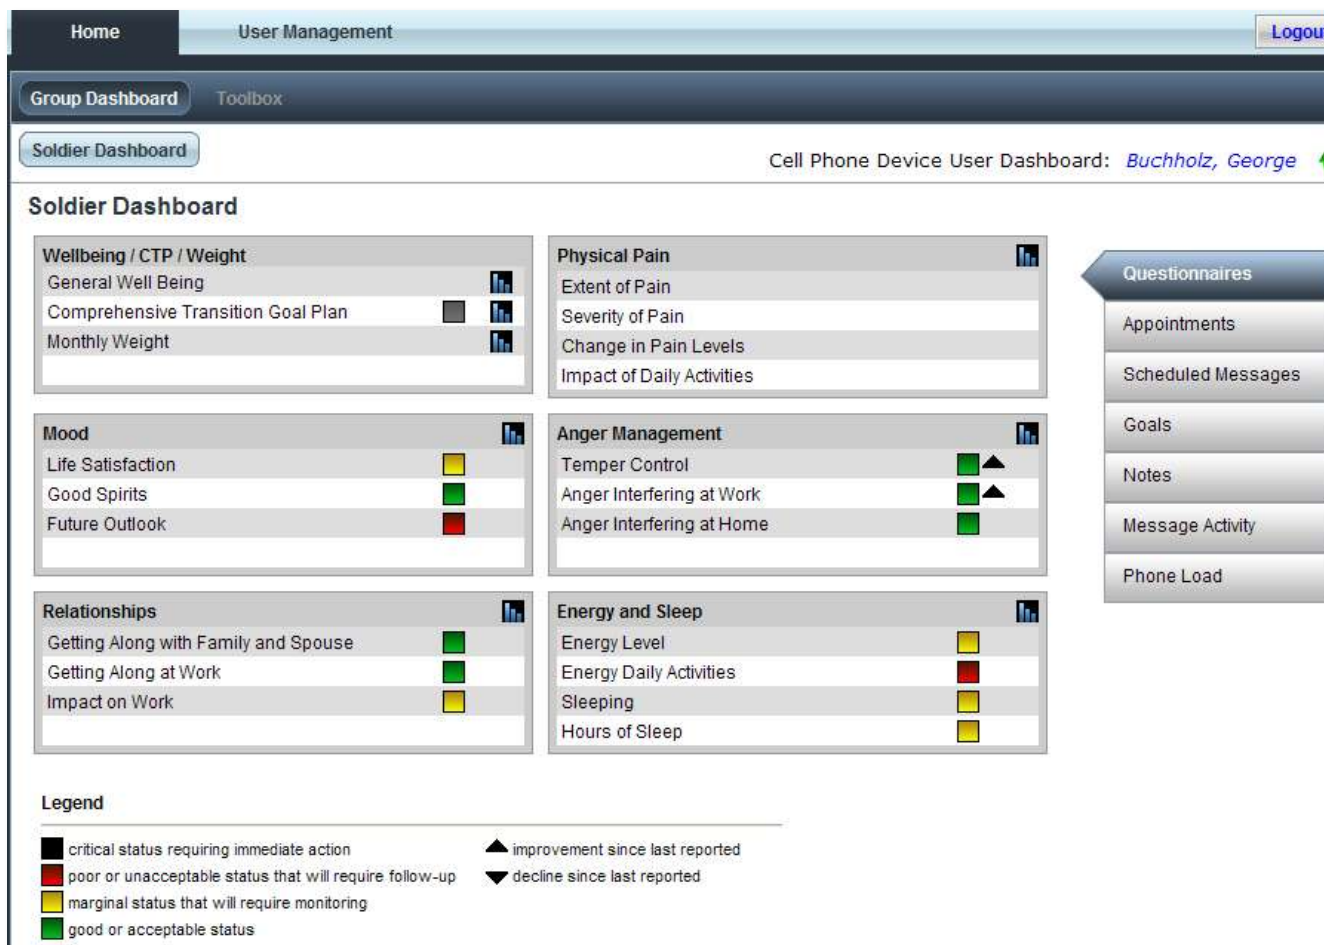 Home User Management Logout
Group Dashboard Toolbox
Soldier Dashboard
Cell Phone Device User Dashboard: Buchholz, George
Soldier Dashboard
Wellbeing / CTP / Weight
General Well Being
Comprehensive Transition Goal Plan
Monthly Weight
Physical Pain
Extent of Pain
Severity of Pain
Change in Pain Levels
Impact of Daily Activities
Mood
Life Satisfaction
Good Spirits
Future Outlook
Anger Management
Temper Control
Anger Interfering at Work
Anger Interfering at Home
Relationships
Getting Along with Family and Spouse
Getting Along at Work
Impact on Work
Energy and Sleep
Energy Level
Energy Daily Activities
Sleeping
Hours of Sleep
Questionnaires
Appointments
Scheduled Messages
Goals
Notes
Message Activity
Phone Load
Legend
critical status requiring immediate action
poor or unacceptable status that will require follow-up
marginal status that will require monitoring
good or acceptable status
improvement since last reported
decline since last reported